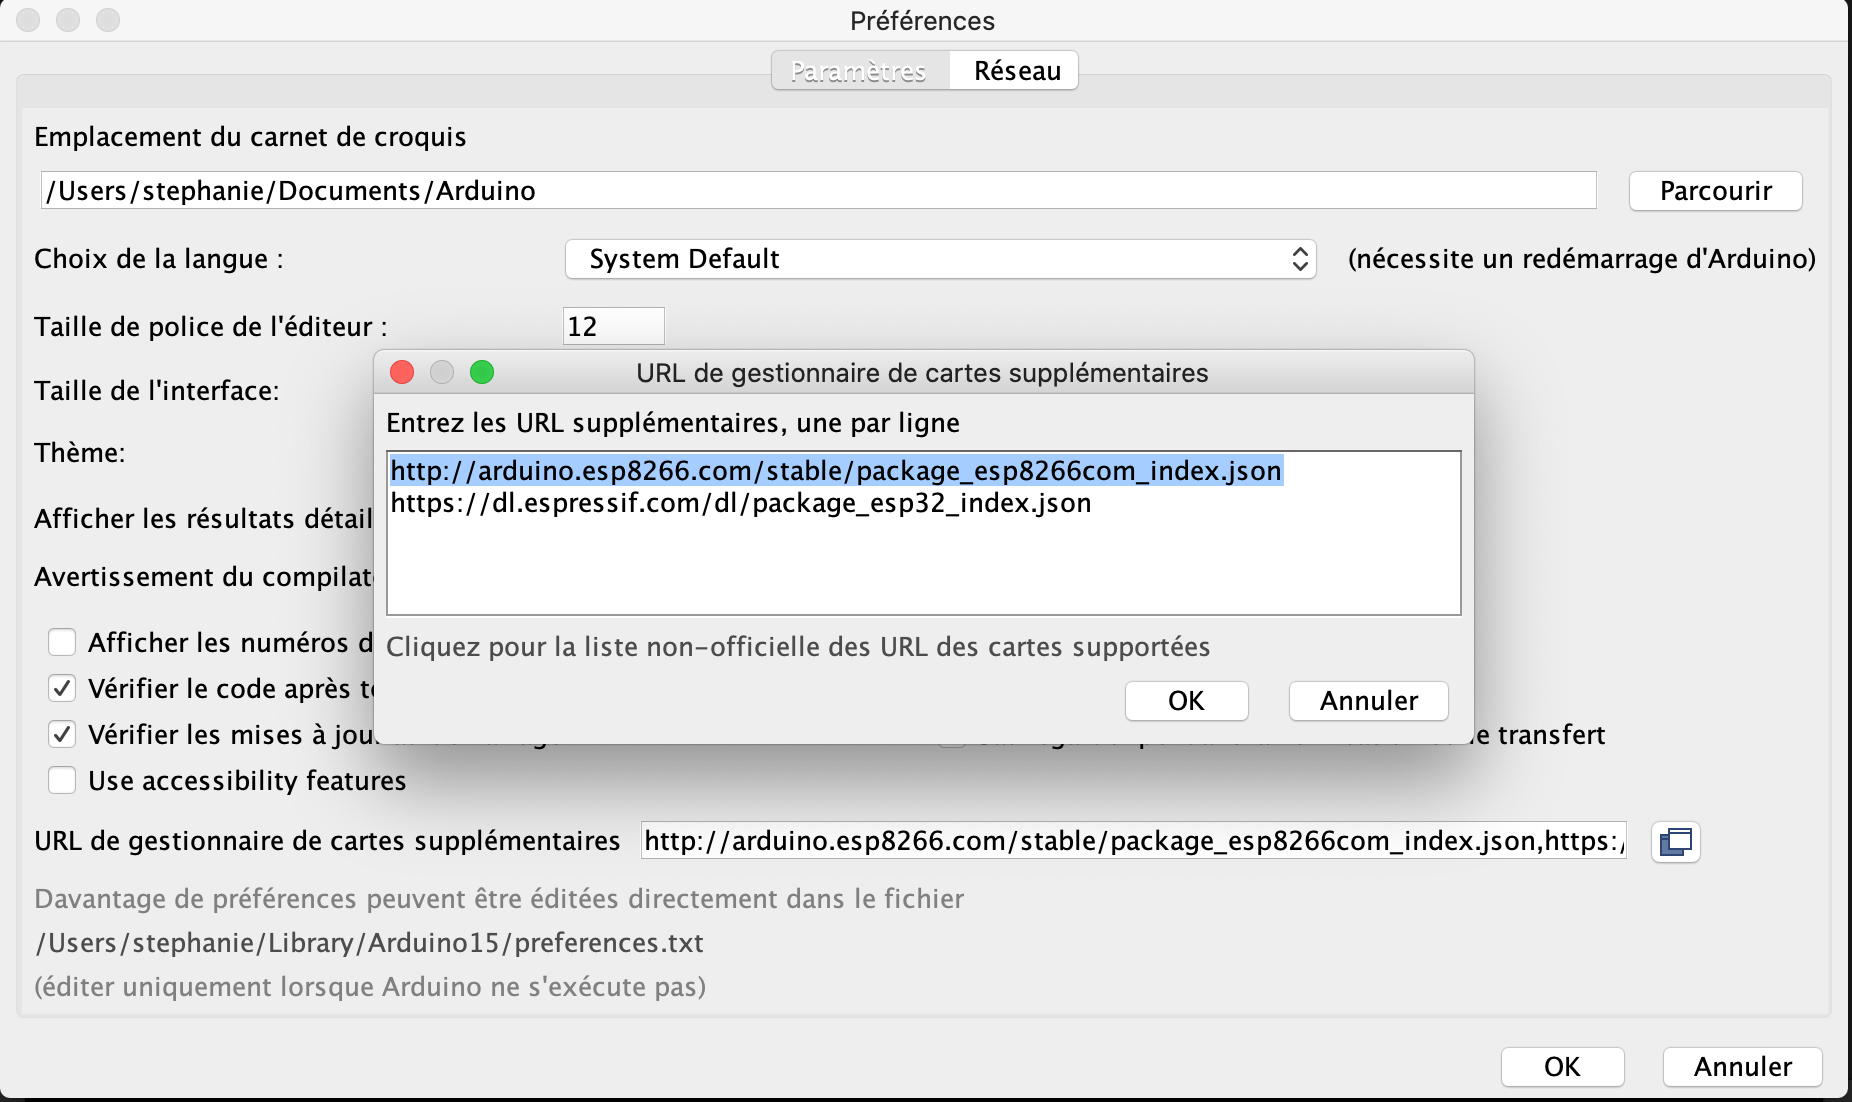 Préférences
Paramètres Réseau
Emplacement du carnet de croquis
/Users/stephanie/Documents/Arduino Parcourir
Choix de la langue : System Default (nécessite un redémarrage d'Arduino)
Taille de police de l'éditeur : 12
Taille de l'interface:
Thème:
Afficher les résultats
Avertissement du
Afficher les numéros
Vérifier le code après
Vérifier les mises à
e transfert
Use accessibility features
URL de gestionnaire de cartes supplémentaires
Entrez les URL supplémentaires, une par ligne
http://arduino.esp8266.com/stable/package_esp8266com_index.json
https://dl.espressif.com/dl/package_esp32_index.json
Cliquez pour la liste non-officielle des URL des cartes supportées
OK Annuler
URL de gestionnaire de cartes supplémentaires http://arduino.esp8266.com/stable/package_esp8266com_index.json,https:/
Davantage de préférences peuvent être éditées directement dans le fichier
/Users/stephanie/Library/Arduino15/preferences.txt
(éditer uniquement lorsque Arduino ne s'exécute pas)
OK Annuler